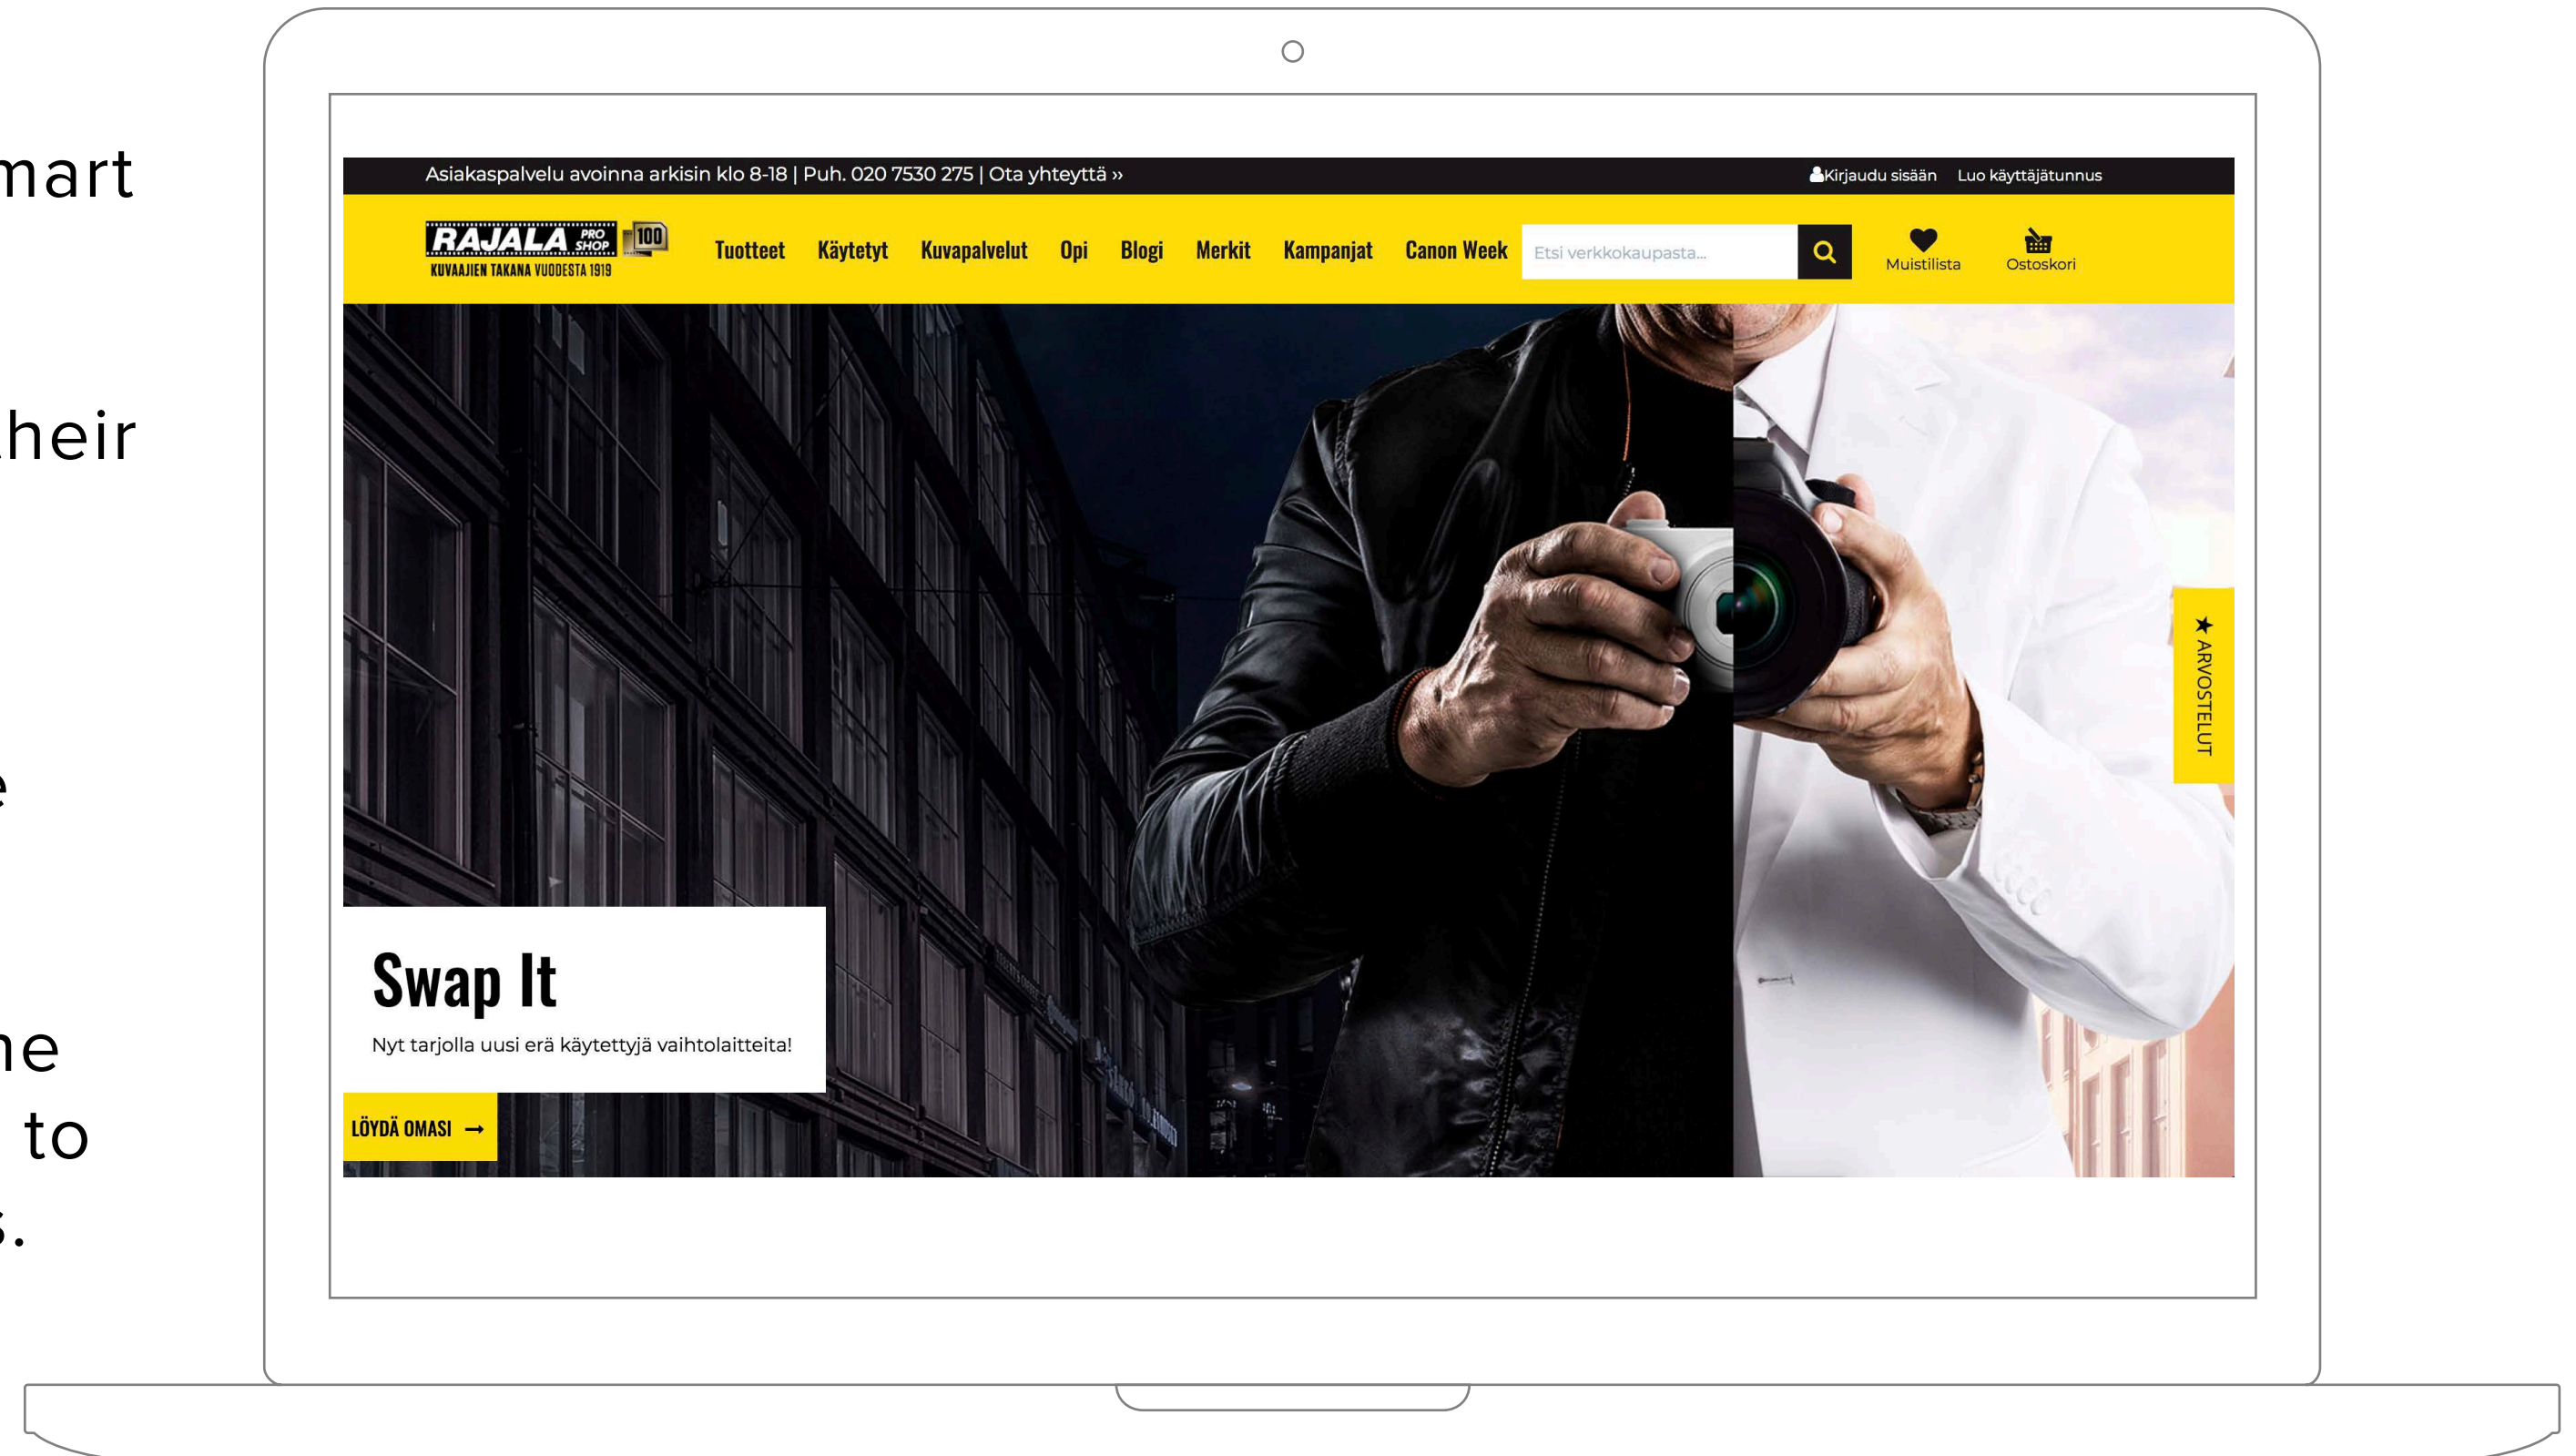 mart
heir
e
ne
to
s.
Asiakaspalvelu avoinna arkisin klo 8-18 | Puh. 020 7530 275 | Ota yhteyttä ››
Kirjaudu sisään Luo käyttäjätunnus
RAJALA PRO SHOP 100
KUVAAJIEN TAKANA VUODESTA 1919
Tuotteet Käytetyt Kuvapalvelut Opi Blogi Merkit Kampanjat Canon Week
Etsi verkkokaupasta...
Muistilista Ostoskori
★ ARVOSTELUT
Swap It
Nyt tarjolla uusi erä käytettyjä vaihtolaitteita!
LÖYDÄ OMASI →